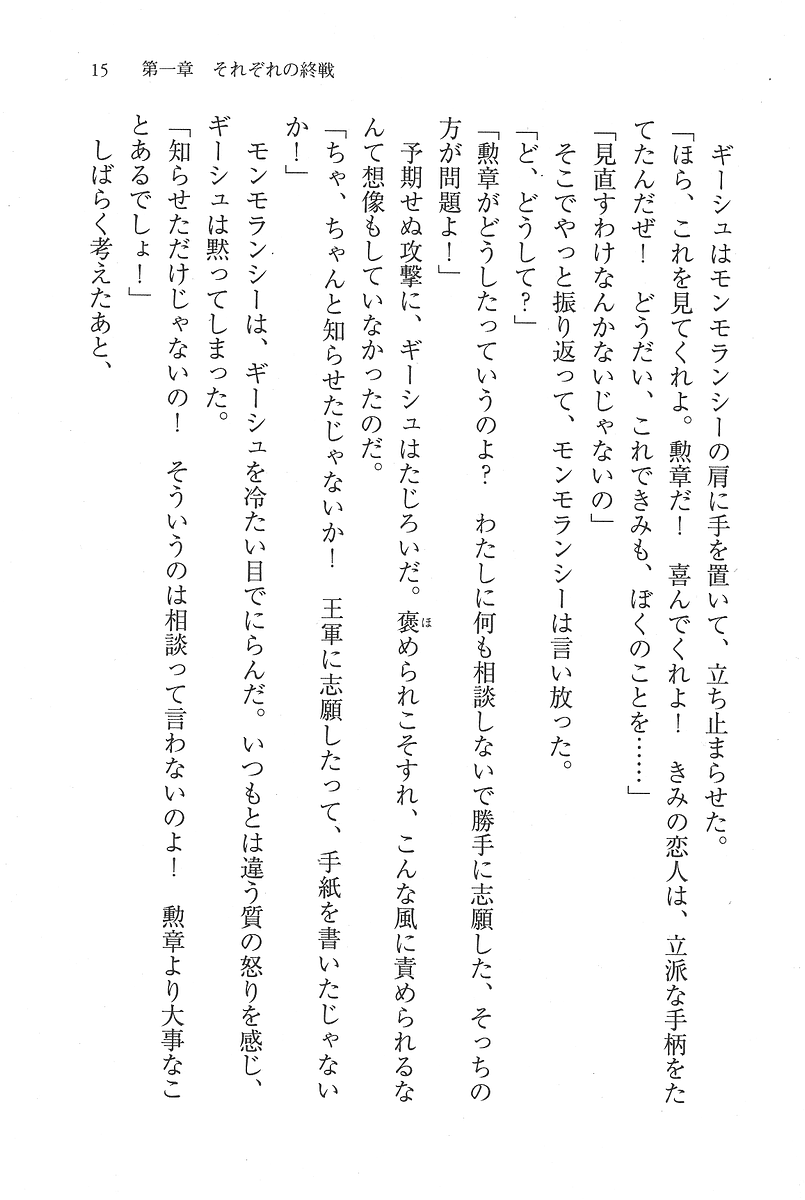 15　第一章　それぞれの終戦
　ギーシュはモンモランシーの肩に手を置いて、立ち止まらせた。
「ほら、これを見てくれよ。勲章だ！　喜んでくれよ！　きみの恋人は、立派な手柄をた
てたんだぜ！　どうだい、これできみも、ぼくのことを……」
「見直すわけなんかないじゃないの」
　そこでやっと振り返って、モンモランシーは言い放った。
「ど、どうして？」
「勲章がどうしたっていうのよ？　わたしに何も相談しないで勝手に志願した、そっちの
方が問題よ！」
　予期せぬ攻撃に、ギーシュはたじろいだ。褒められこそすれ、こんな風に責められるな
んて想像もしていなかったのだ。
「ちゃ、ちゃんと知らせたじゃないか！　王軍に志願したって、手紙を書いたじゃない
か！」
　モンモランシーは、ギーシュを冷たい目でにらんだ。いつもとは違う質の怒りを感じ、
ギーシュは黙ってしまった。
「知らせただけじゃないの！　そういうのは相談って言わないのよ！　勲章より大事なこ
とあるでしょ！」
　しばらく考えたあと、
ほ